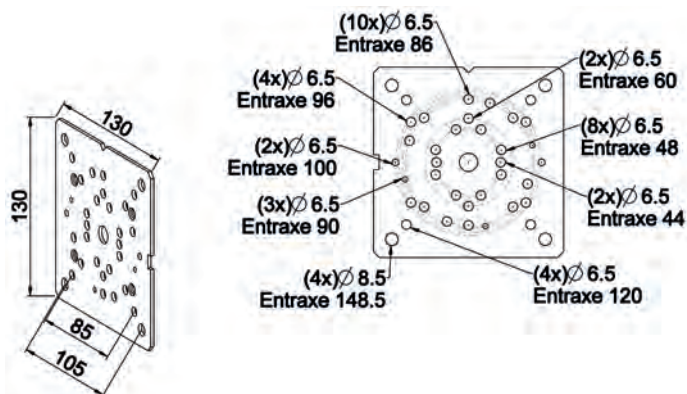 130
130
85
105
(10x)Ø 6.5
Entraxe 86
(2x)Ø 6.5
Entraxe 60
(4x)Ø 6.5
Entraxe 96
(8x)Ø 6.5
Entraxe 48
(2x)Ø 6.5
Entraxe 100
(2x)Ø 6.5
Entraxe 44
(3x)Ø 6.5
Entraxe 90
(4x)Ø 8.5
Entraxe 148.5
(4x)Ø 6.5
Entraxe 120